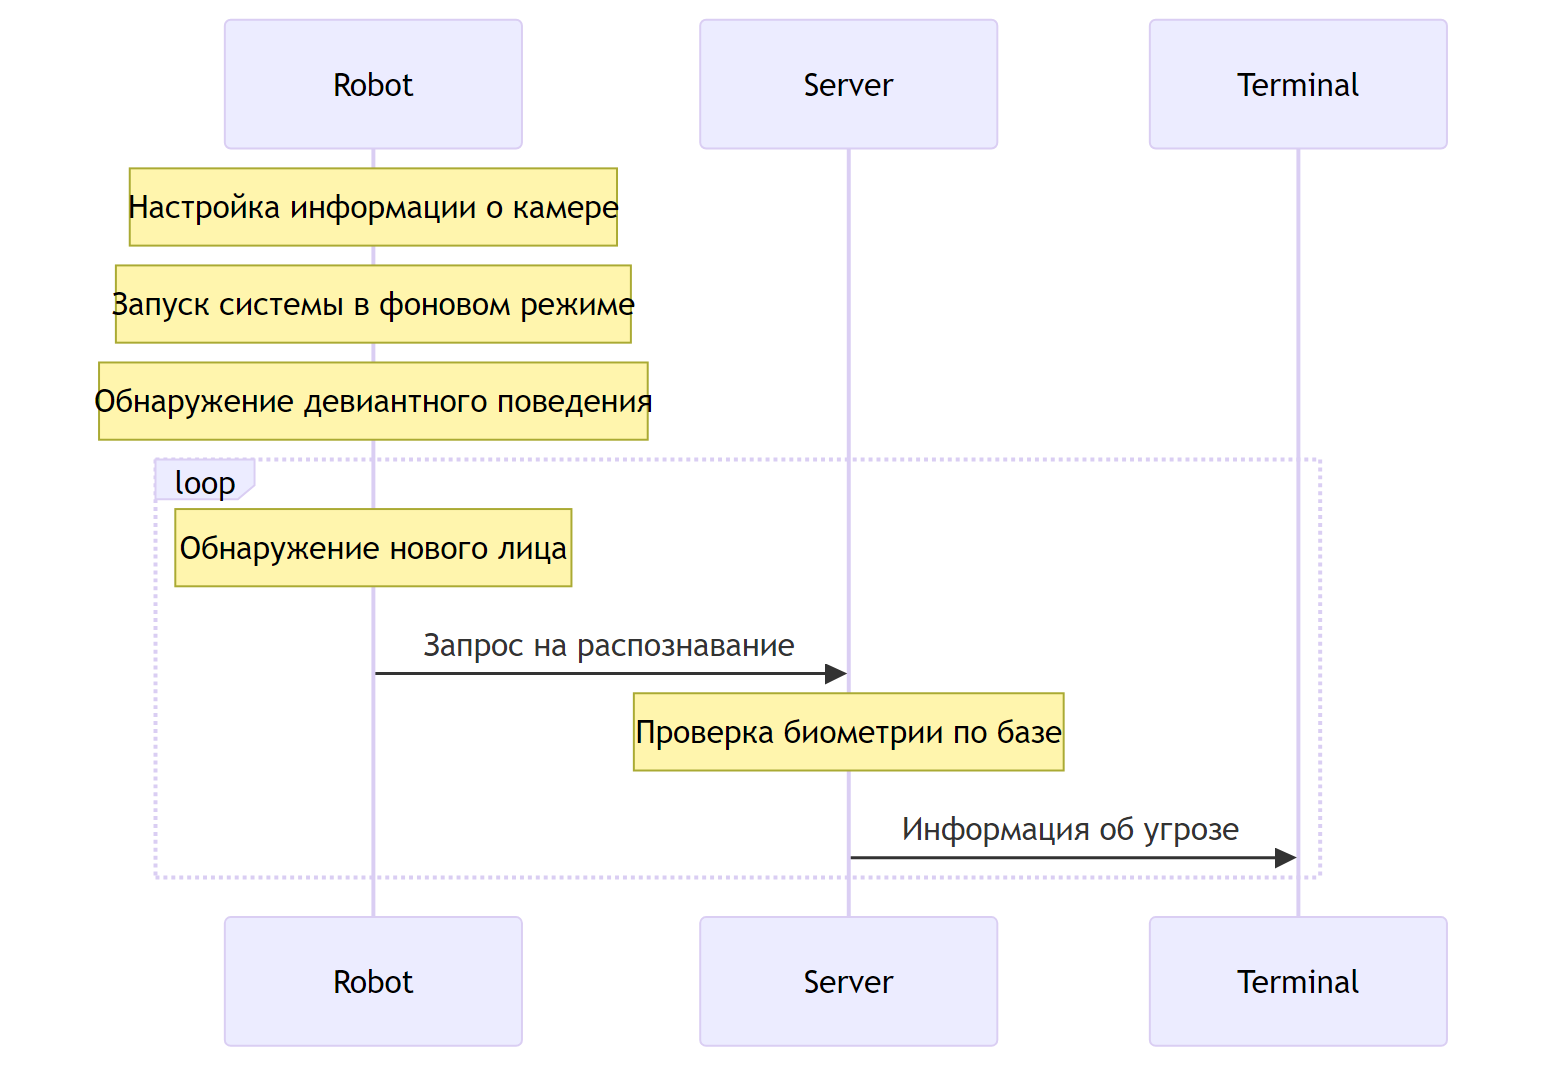 Robot
Server
Terminal
Настройка информации о камере
Запуск системы в фоновом режиме
Обнаружение девиантного поведения
loop
Обнаружение нового лица
Запрос на распознавание
Проверка биометрии по базе
Информация об угрозе
Robot
Server
Terminal